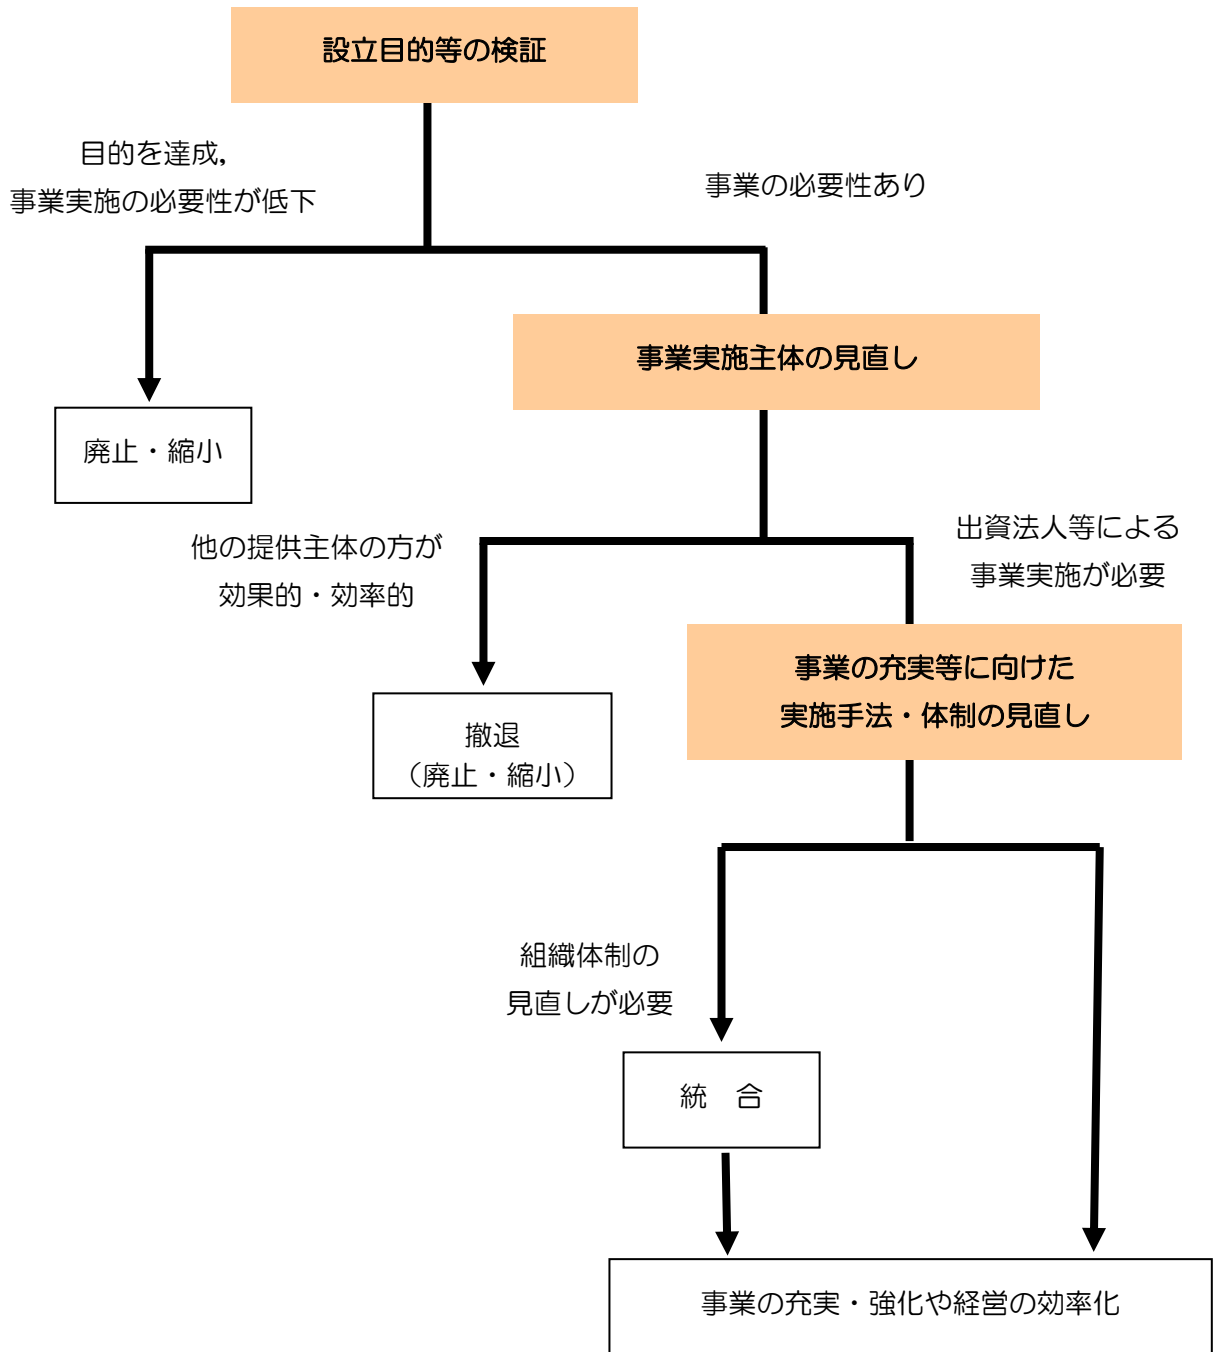 設立目的等の検証
目的を達成,
事業実施の必要性が低下
事業の必要性あり
事業実施主体の見直し
廃止・縮小
他の提供主体の方が
効果的・効率的
出資法人等による
事業実施が必要
事業の充実等に向けた
実施手法・体制の見直し
撤退
（廃止・縮小）
組織体制の
見直しが必要
統　合
事業の充実・強化や経営の効率化